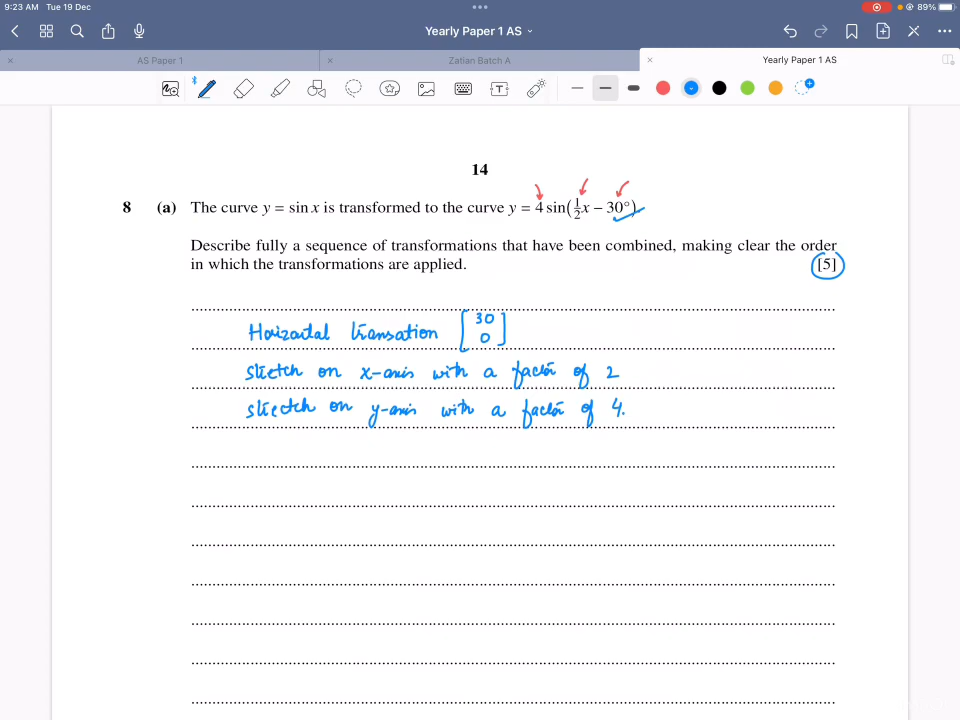 9:23 AM Tue 19 Dec
89%
Yearly Paper 1 AS
AS Paper 1
Zatian Batch A
Yearly Paper 1 AS
14
8 (a) The curve y = sin x is transformed to the curve y = 4 sin(½x − 30°).
Describe fully a sequence of transformations that have been combined, making clear the order
in which the transformations are applied. [5]
Horizontal transation [30 0]
stretch on x-axis with a factor of 2
stretch on y-axis with a factor of 4.